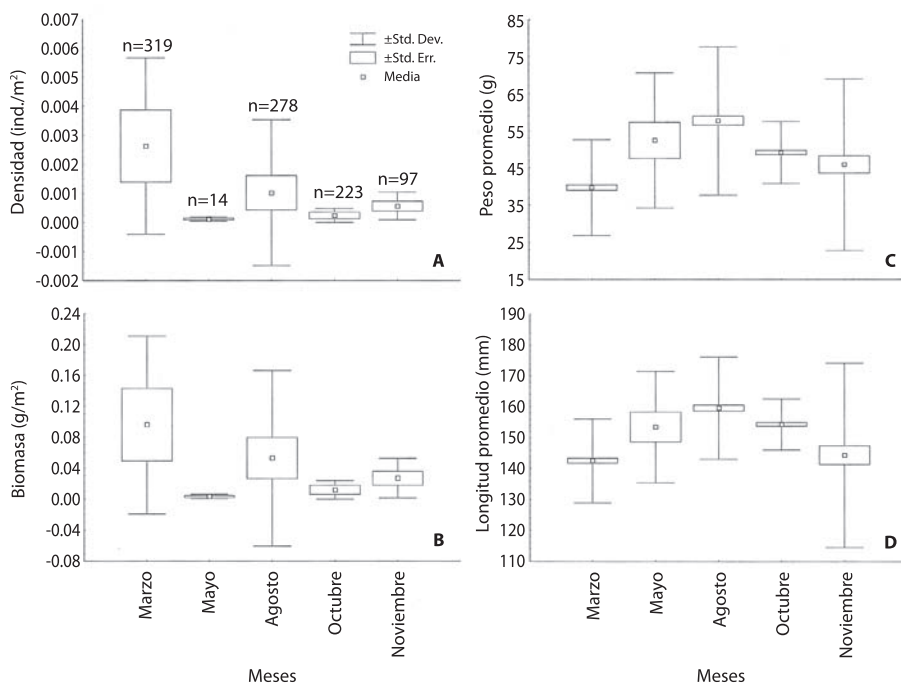 0.007
0.006
0.005
0.004
0.003
0.002
0.001
0.000
-0.001
-0.002
Densidad (ind./m²)
n=319
n=14
n=278
n=223
n=97
±Std. Dev.
±Std. Err.
Media
A
85
75
65
55
45
35
25
15
Peso promedio (g)
C
0.24
0.20
0.16
0.12
0.08
0.04
0.00
-0.08
Biomasa (g/m²)
B
Marzo
Mayo
Agosto
Octubre
Noviembre
Meses
190
180
170
160
150
140
130
120
110
Longitud promedio (mm)
D
Marzo
Mayo
Agosto
Octubre
Noviembre
Meses